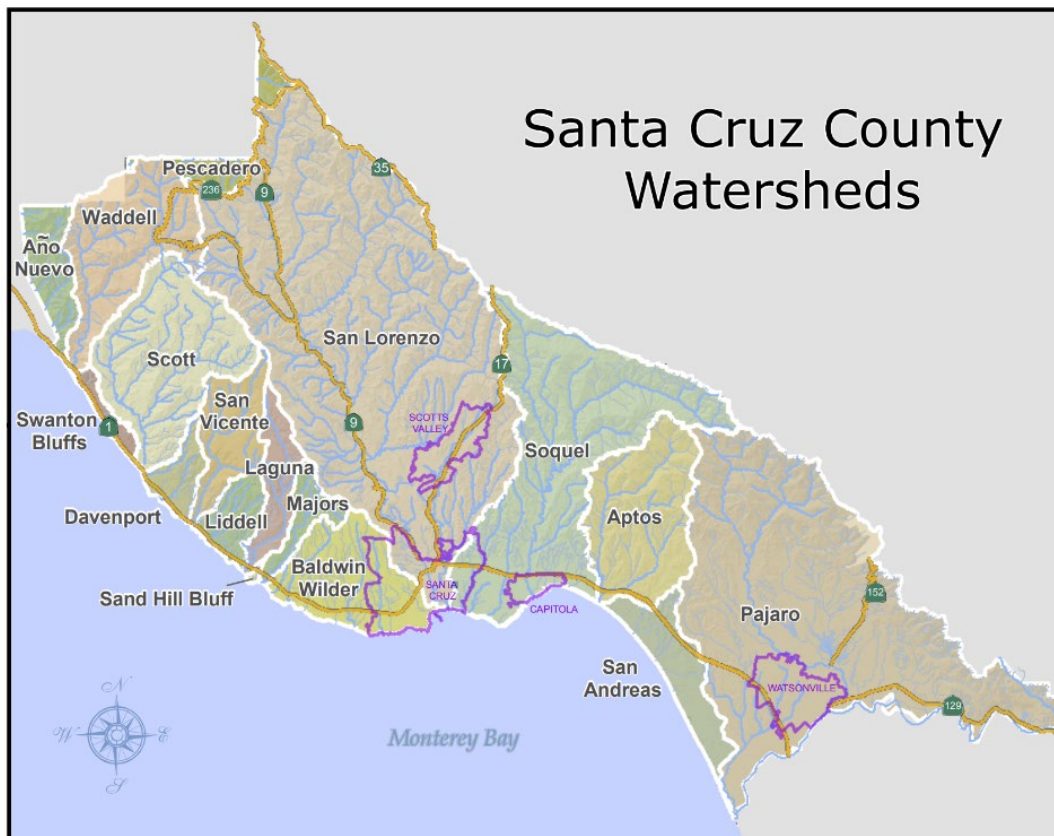 Santa Cruz County
Watersheds
Pescadero
236
9
35
Waddell
Año
Nuevo
San Lorenzo
Scott
17
San
Vicente
9
SCOTTS
VALLEY
Swanton
Bluffs
1
Soquel
Laguna
Majors
Davenport
Liddell
Aptos
Baldwin
Wilder
SANTA
CRUZ
Sand Hill Bluff
CAPITOLA
152
Pajaro
San
Andreas
WATSONVILLE
129
N
W
E
S
Monterey Bay